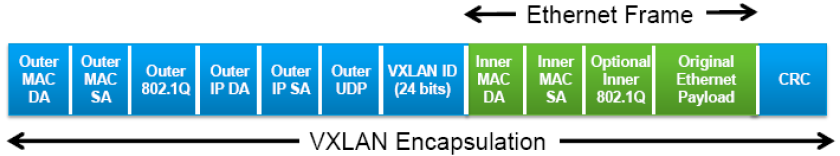 Ethernet Frame
Outer MAC DA
Outer MAC SA
Outer 802.1Q
Outer IP DA
Outer IP SA
Outer UDP
VXLAN ID (24 bits)
Inner MAC DA
Inner MAC SA
Optional Inner 802.1Q
Original Ethernet Payload
CRC
VXLAN Encapsulation